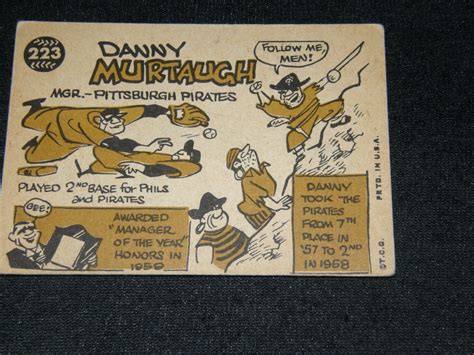 223
DANNY
MURTAUGH
MGR.-PITTSBURGH PIRATES
FOLLOW ME,
MEN!
PLAYED 2ND BASE for PHILS
and PIRATES
GEE!
AWARDED
"MANAGER
OF THE YEAR"
HONORS IN
1959
DANNY
TOOK THE
PIRATES
FROM 7TH
PLACE IN
'57 TO 2ND
IN 1958
©T.C.G.
PRTD. IN U.S.A.